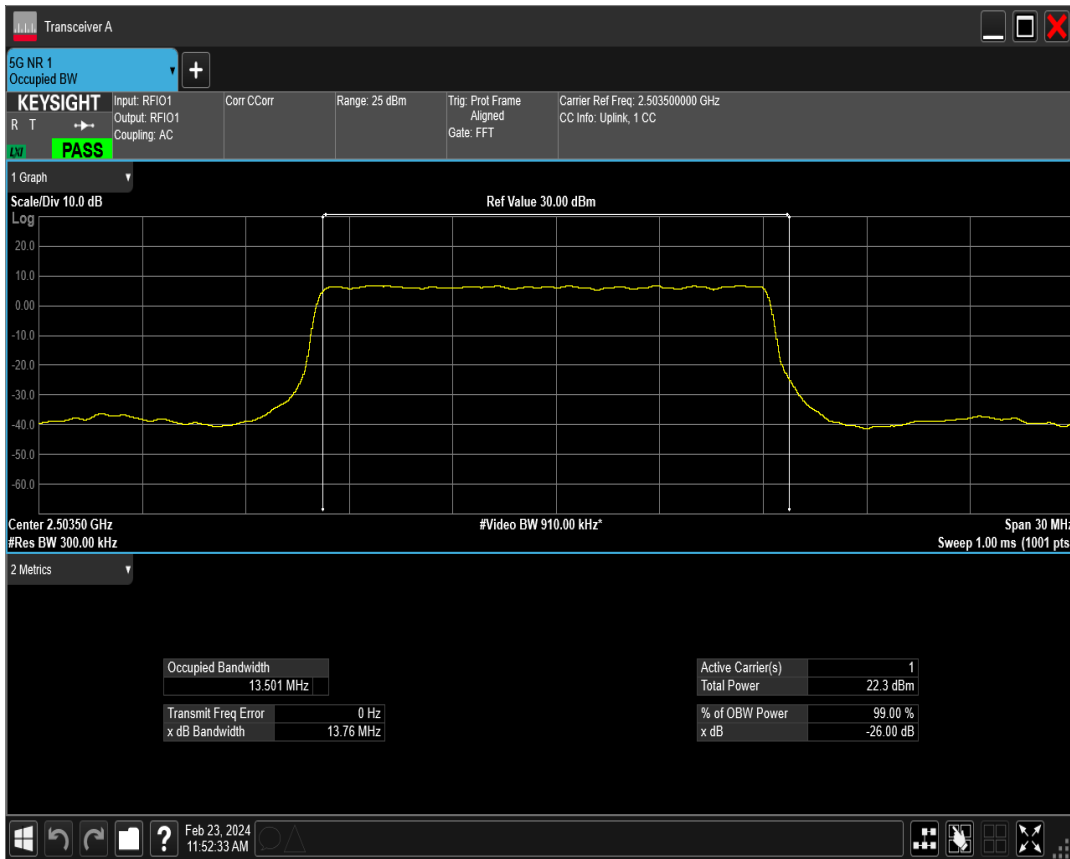 Transceiver A
5G NR 1
Occupied BW
KEYSIGHT
R T
LXI
PASS
Input: RFIO1
Output: RFIO1
Coupling: AC
Corr CCorr
Range: 25 dBm
Trig: Prot Frame
Aligned
Gate: FFT
Carrier Ref Freq: 2.503500000 GHz
CC Info: Uplink, 1 CC
1 Graph
Scale/Div 10.0 dB
Ref Value 30.00 dBm
Log
20.0
10.0
0.00
-10.0
-20.0
-30.0
-40.0
-50.0
-60.0
Center 2.50350 GHz
#Video BW 910.00 kHz*
Span 30 MHz
#Res BW 300.00 kHz
Sweep 1.00 ms (1001 pts
2 Metrics
Occupied Bandwidth
13.501 MHz
Transmit Freq Error 0 Hz
x dB Bandwidth 13.76 MHz
Active Carrier(s) 1
Total Power 22.3 dBm
% of OBW Power 99.00 %
x dB -26.00 dB
?
Feb 23, 2024
11:52:33 AM